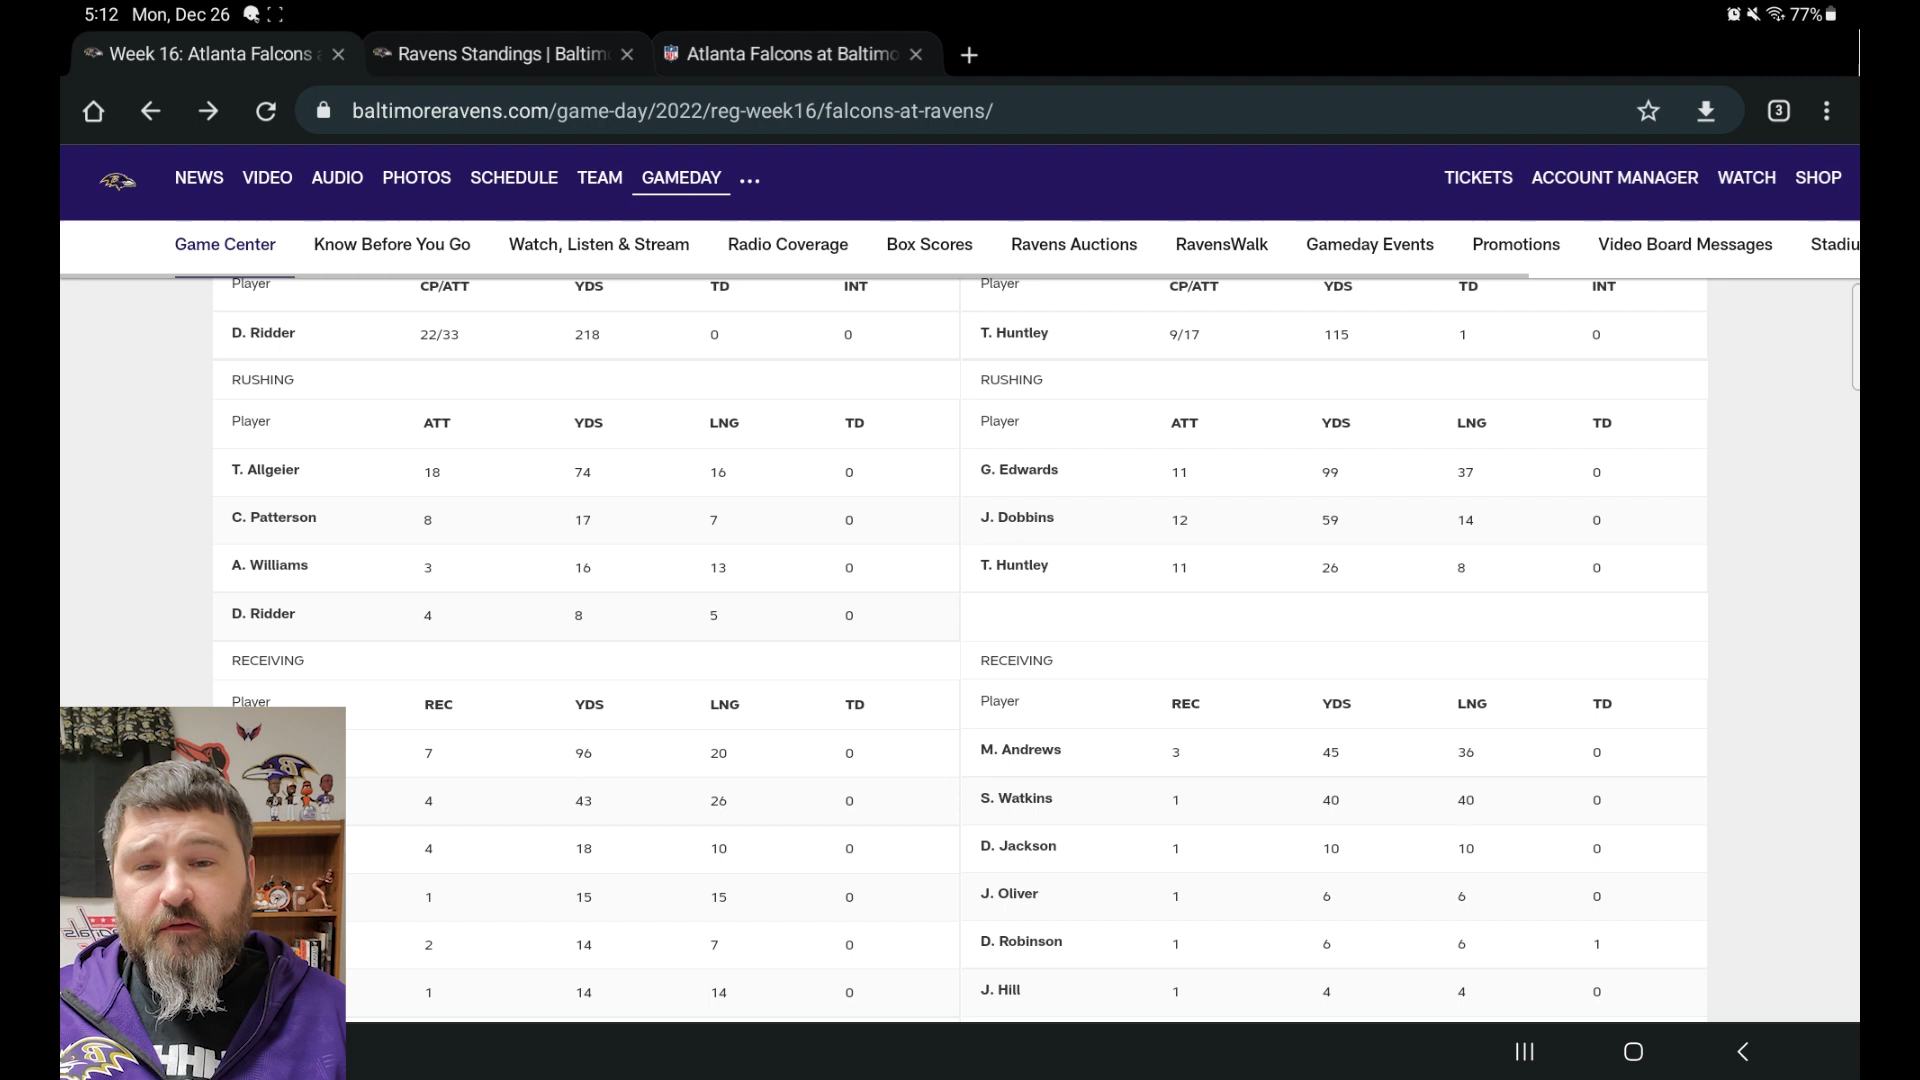 5:12 Mon, Dec 26
77%
Week 16: Atlanta Falcons
Ravens Standings | Baltim
Atlanta Falcons at Baltimo
baltimoreravens.com/game-day/2022/reg-week16/falcons-at-ravens/
3
NEWS VIDEO AUDIO PHOTOS SCHEDULE TEAM GAMEDAY ... TICKETS ACCOUNT MANAGER WATCH SHOP
Game Center Know Before You Go Watch, Listen & Stream Radio Coverage Box Scores Ravens Auctions RavensWalk Gameday Events Promotions Video Board Messages Stadiu
Player CP/ATT YDS TD INT Player CP/ATT YDS TD INT
D. Ridder 22/33 218 0 0 T. Huntley 9/17 115 1 0
RUSHING RUSHING
Player ATT YDS LNG TD Player ATT YDS LNG TD
T. Allgeier 18 74 16 0 G. Edwards 11 99 37 0
C. Patterson 8 17 7 0 J. Dobbins 12 59 14 0
A. Williams 3 16 13 0 T. Huntley 11 26 8 0
D. Ridder 4 8 5 0
RECEIVING RECEIVING
Player REC YDS LNG TD Player REC YDS LNG TD
7 96 20 0 M. Andrews 3 45 36 0
4 43 26 0 S. Watkins 1 40 40 0
4 18 10 0 D. Jackson 1 10 10 0
1 15 15 0 J. Oliver 1 6 6 0
2 14 7 0 D. Robinson 1 6 6 1
1 14 14 0 J. Hill 1 4 4 0